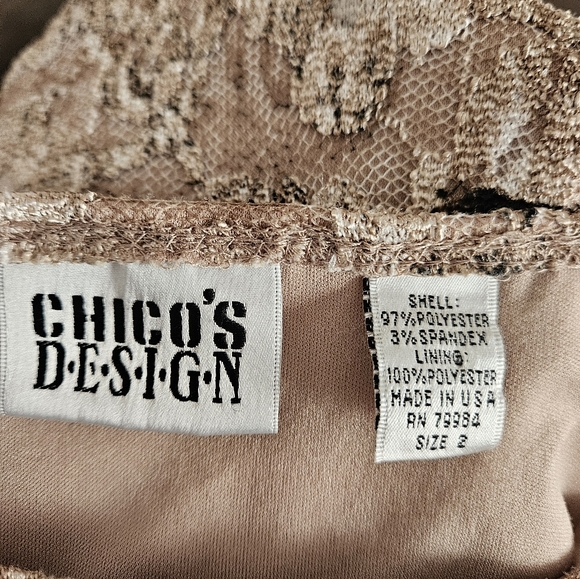 CHICO'S
D•E•S•I•G•N
SHELL:
97%POLYESTER
3%SPANDEX
LINING:
100%POLYESTER
MADE IN USA
RN 79984
SIZE 2